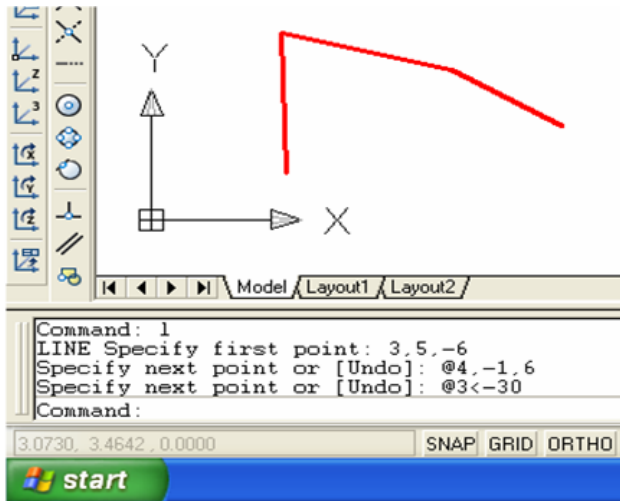 Z
3
X
Y
Z
Y
X
Model Layout1 Layout2
Command: l
LINE Specify first point: 3,5,-6
Specify next point or [Undo]: @4,-1,6
Specify next point or [Undo]: @3<-30
Command:
3.0730, 3.4642 , 0.0000 SNAP GRID ORTHO
start